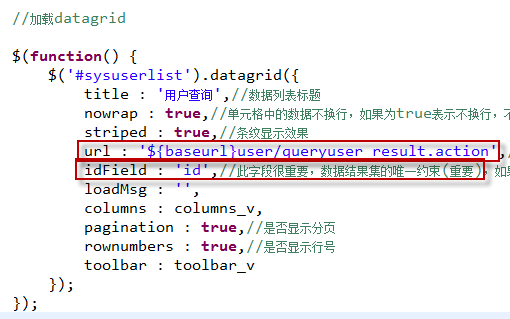 //加载datagrid
$(function() {
$('#sysuserlist').datagrid({
title : '用户查询',//数据列表标题
nowrap : true,//单元格中的数据不换行，如果为true表示不换行，不
striped : true,//条纹显示效果
url : '${baseurl}user/queryuser_result.action',/
idField : 'id',//此字段很重要，数据结果集的唯一约束(重要)，如
loadMsg : '',
columns : columns_v,
pagination : true,//是否显示分页
rownumbers : true,//是否显示行号
toolbar : toolbar_v
});
});